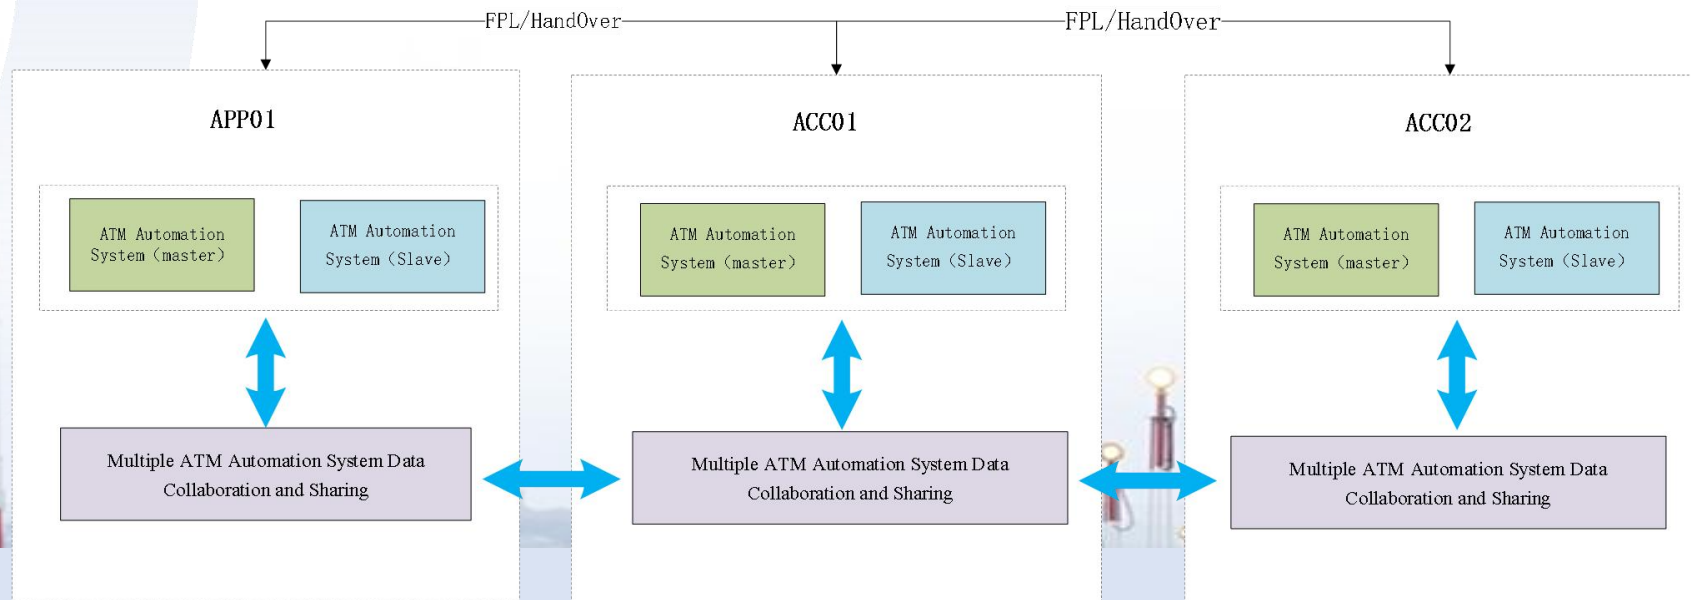 FPL/HandOver
FPL/HandOver
APP01
ACC01
ACC02
ATM Automation
System（master）
ATM Automation
System（Slave）
ATM Automation
System（master）
ATM Automation
System（Slave）
ATM Automation
System（master）
ATM Automation
System（Slave）
Multiple ATM Automation System Data
Collaboration and Sharing
Multiple ATM Automation System Data
Collaboration and Sharing
Multiple ATM Automation System Data
Collaboration and Sharing